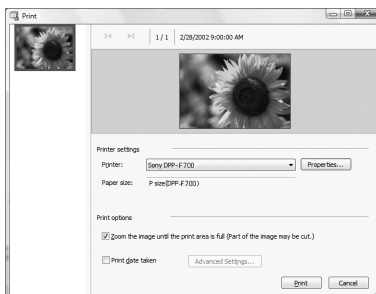 Print
1 / 1 2/28/2002 9:00:00 AM
Printer settings
Printer: Sony DPP-F700 Properties...
Paper size: P size(DPP-F700)
Print options
Zoom the image until the print area is full (Part of the image may be cut.)
Print date taken Advanced Settings...
Print Cancel